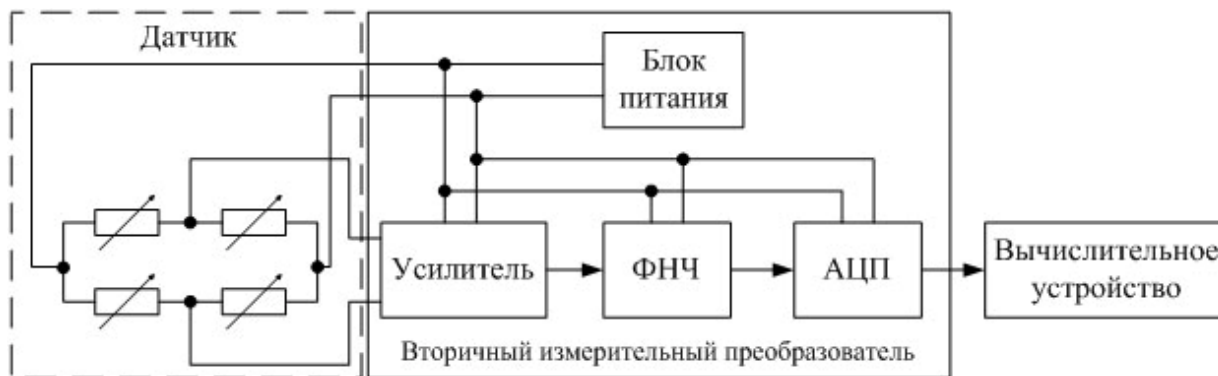 Датчик
Блок
питания
Усилитель
ФНЧ
АЦП
Вычислительное
устройство
Вторичный измерительный преобразователь